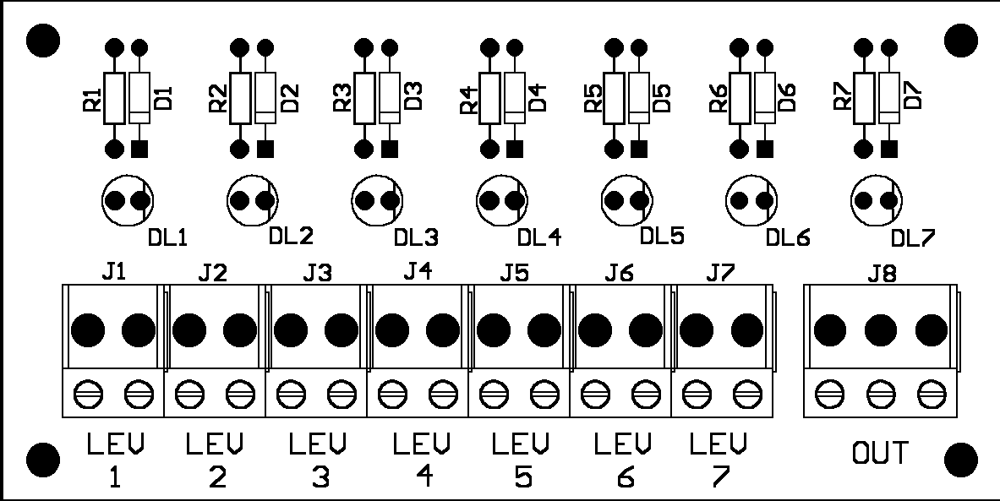 R1 D1 R2 D2 R3 D3 R4 D4 R5 D5 R6 D6 R7 D7
DL1 DL2 DL3 DL4 DL5 DL6 DL7
J1 J2 J3 J4 J5 J6 J7 J8
LEV LEV LEV LEV LEV LEV LEV OUT
1 2 3 4 5 6 7